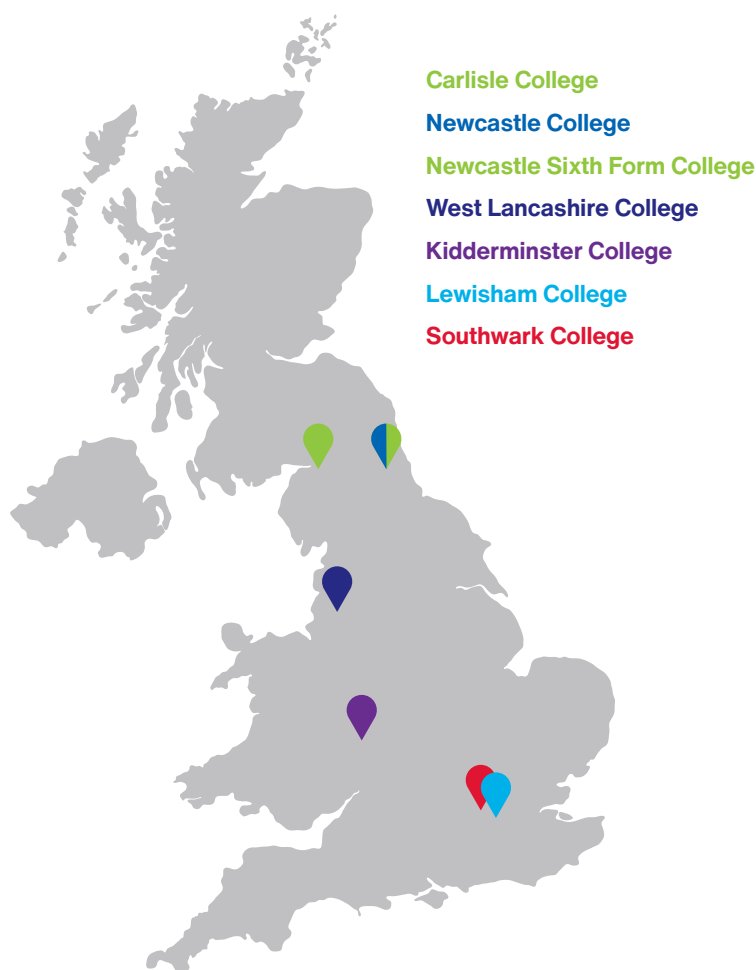 Carlisle College
Newcastle College
Newcastle Sixth Form College
West Lancashire College
Kidderminster College
Lewisham College
Southwark College